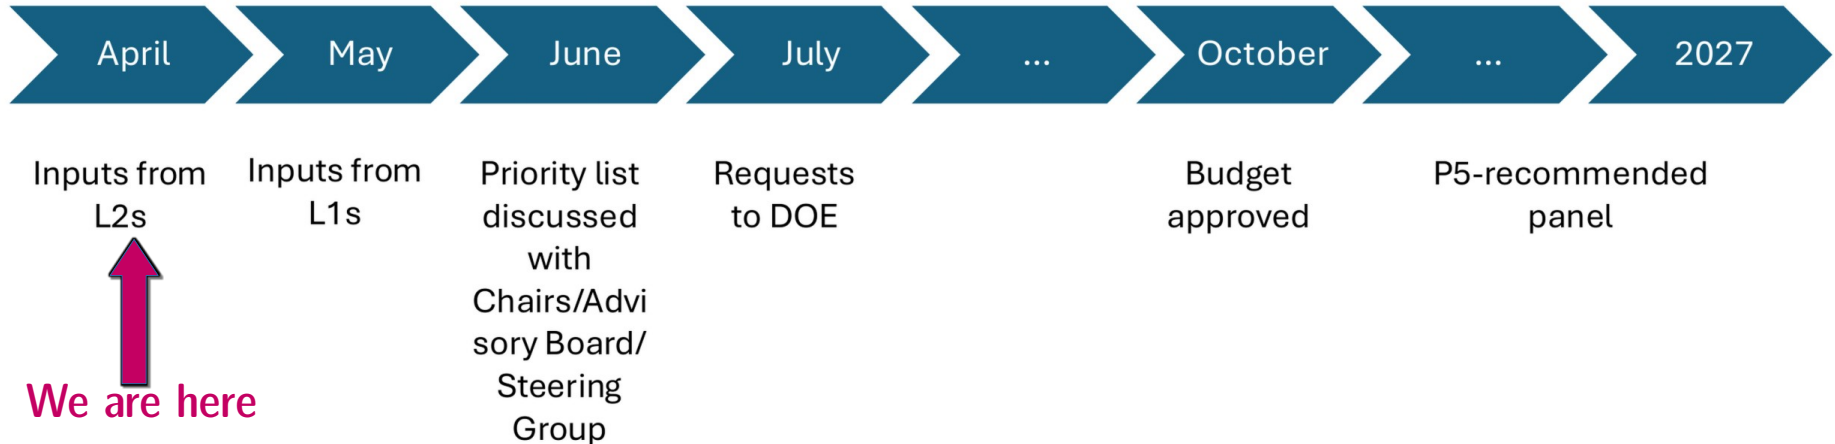 April
May
June
July
...
October
...
2027
Inputs from
L2s
Inputs from
L1s
Priority list
discussed
with
Chairs/Advi
sory Board/
Steering
Group
Requests
to DOE
Budget
approved
P5-recommended
panel
We are here